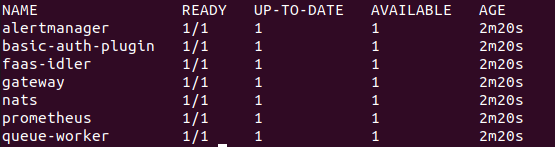 NAME READY UP-TO-DATE AVAILABLE AGE
alertmanager 1/1 1 1 2m20s
basic-auth-plugin 1/1 1 1 2m20s
faas-idler 1/1 1 1 2m20s
gateway 1/1 1 1 2m20s
nats 1/1 1 1 2m20s
prometheus 1/1 1 1 2m20s
queue-worker 1/1 1 1 2m20s